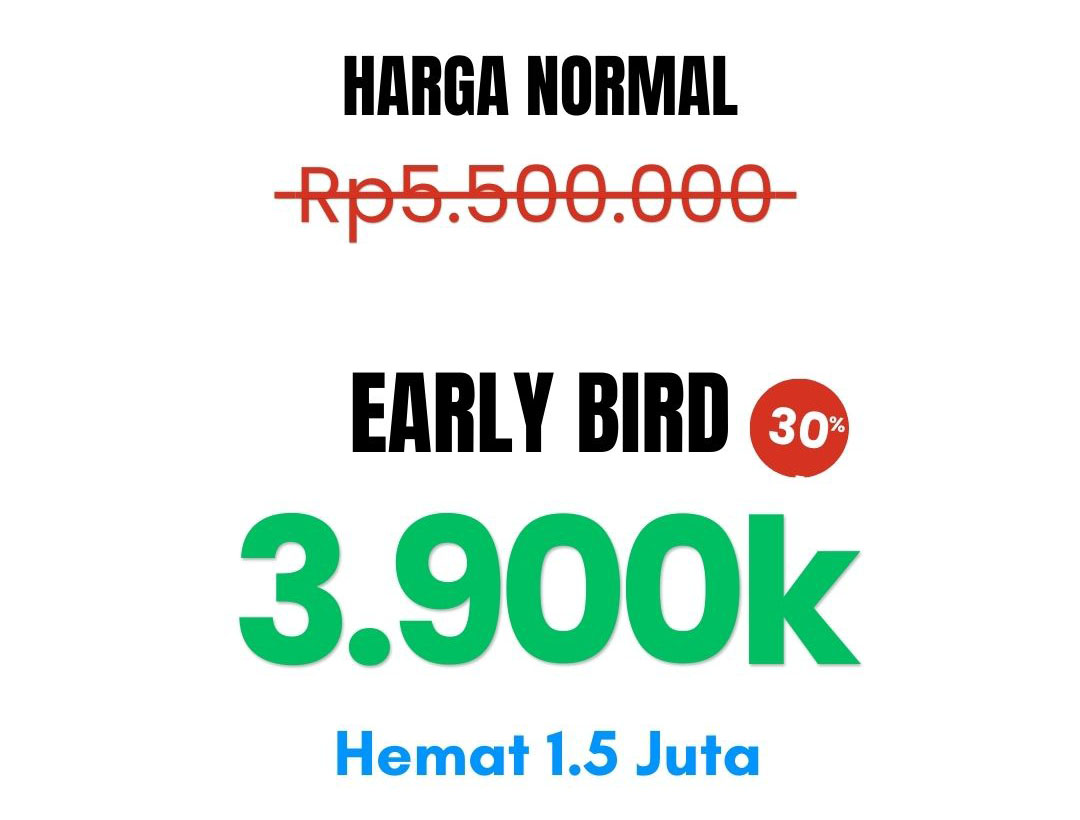 HARGA NORMAL
Rp5.500.000
EARLY BIRD 30%
3.900k
Hemat 1.5 Juta